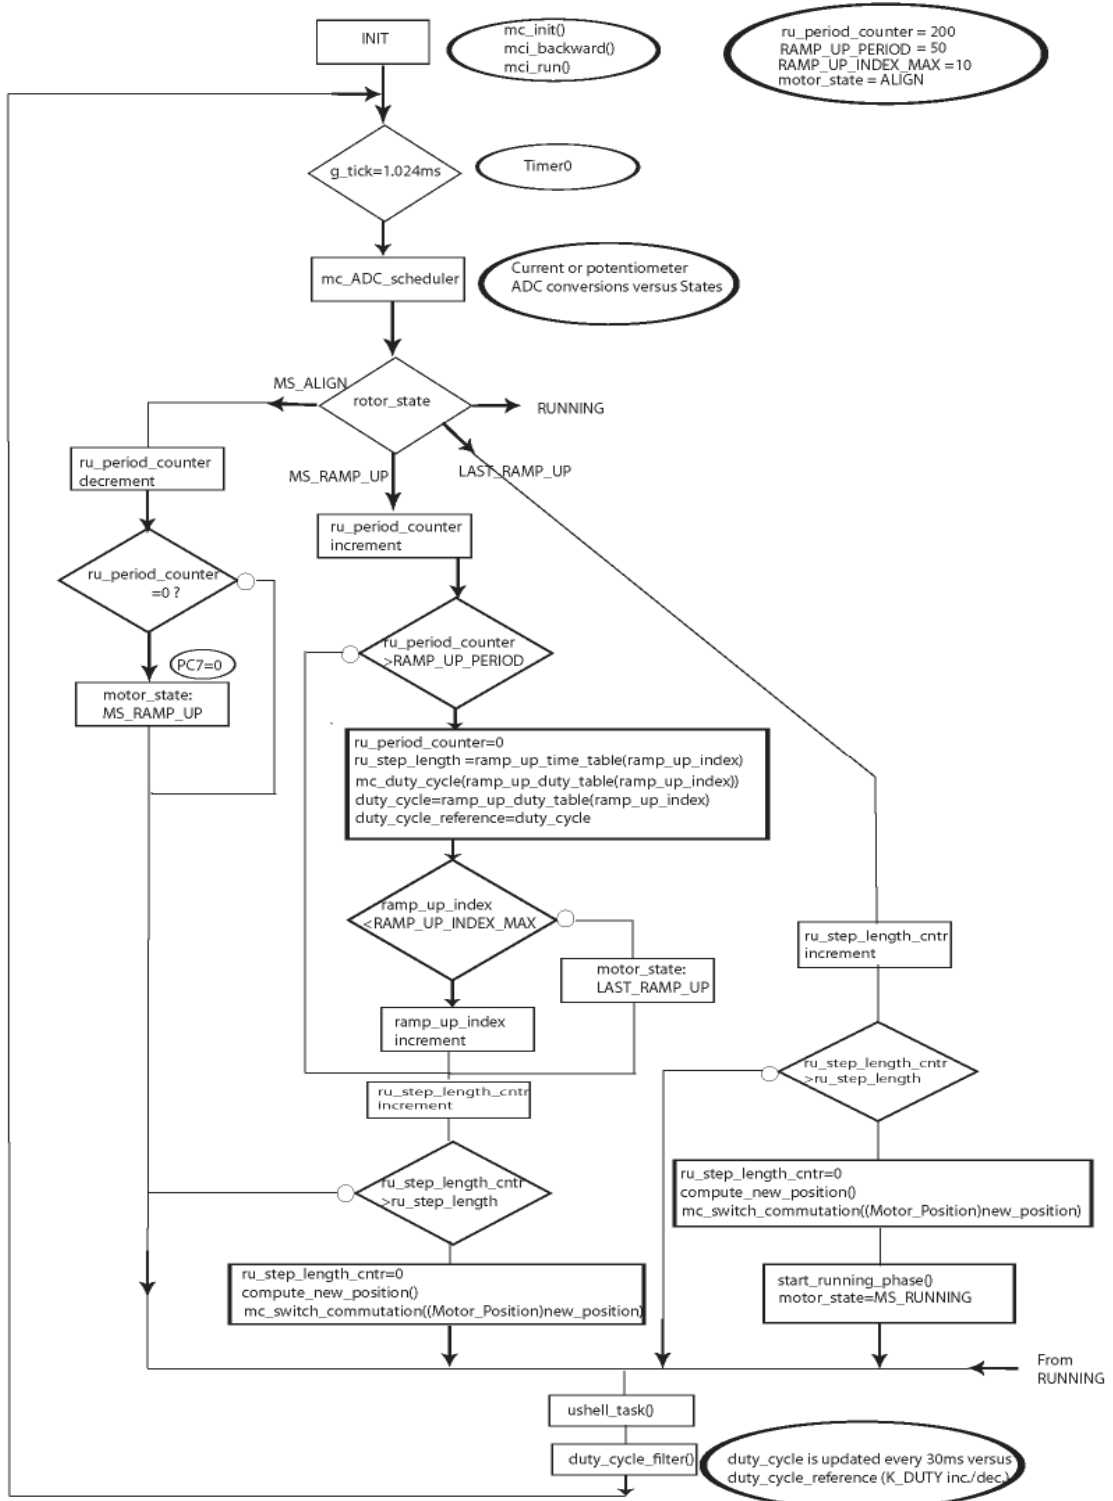 INIT
mc_init()
mci_backward()
mci_run()
ru_period_counter = 200
RAMP_UP_PERIOD = 50
RAMP_UP_INDEX_MAX =10
motor_state = ALIGN
g_tick=1.024ms
Timer0
mc_ADC_scheduler
Current or potentiometer
ADC conversions versus States
MS_ALIGN
rotor_state
RUNNING
MS_RAMP_UP
LAST_RAMP_UP
ru_period_counter
decrement
ru_period_counter
increment
ru_period_counter
=0 ?
ru_period_counter
>RAMP_UP_PERIOD
PC7=0
motor_state:
MS_RAMP_UP
ru_period_counter=0
ru_step_length =ramp_up_time_table(ramp_up_index)
mc_duty_cycle(ramp_up_duty_table(ramp_up_index))
duty_cycle=ramp_up_duty_table(ramp_up_index)
duty_cycle_reference=duty_cycle
ramp_up_index
<RAMP_UP_INDEX_MAX
motor_state:
LAST_RAMP_UP
ru_step_length_cntr
increment
ramp_up_index
increment
ru_step_length_cntr
increment
ru_step_length_cntr
>ru_step_length
ru_step_length_cntr
>ru_step_length
ru_step_length_cntr=0
compute_new_position()
mc_switch_commutation((Motor_Position)new_position)
ru_step_length_cntr=0
compute_new_position()
mc_switch_commutation((Motor_Position)new_position)
start_running_phase()
motor_state=MS_RUNNING
From
RUNNING
ushell_task()
duty_cycle_filter()
duty_cycle is updated every 30ms versus
duty_cycle_reference (K_DUTY inc./dec.)